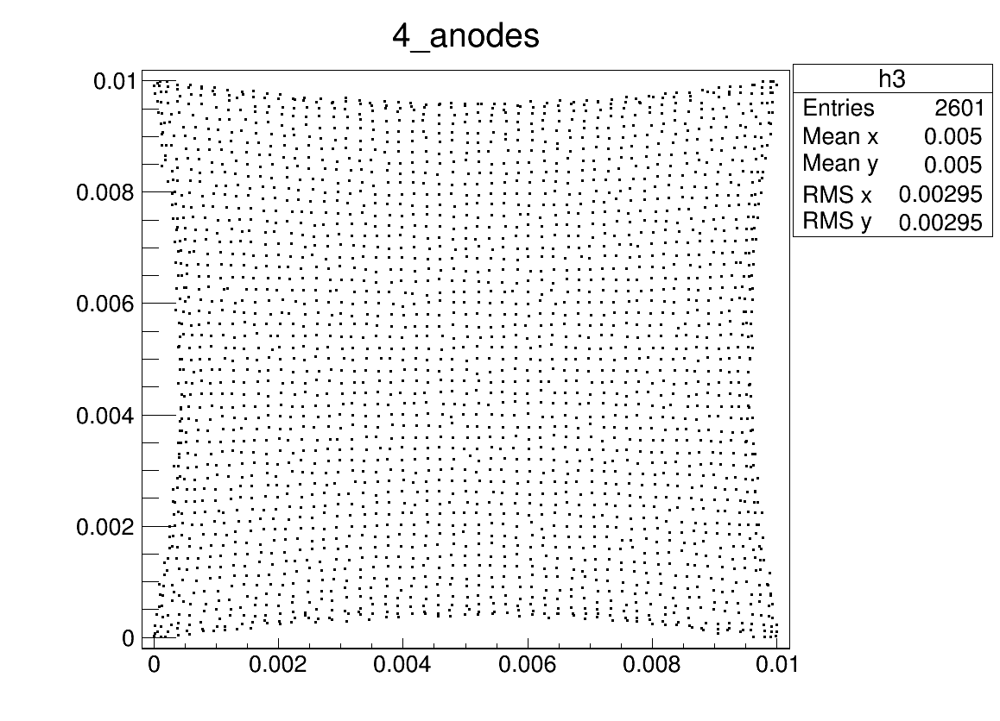 4_anodes
h3
Entries 2601
Mean x 0.005
Mean y 0.005
RMS x 0.00295
RMS y 0.00295
0.01
0.008
0.006
0.004
0.002
0
0 0.002 0.004 0.006 0.008 0.01